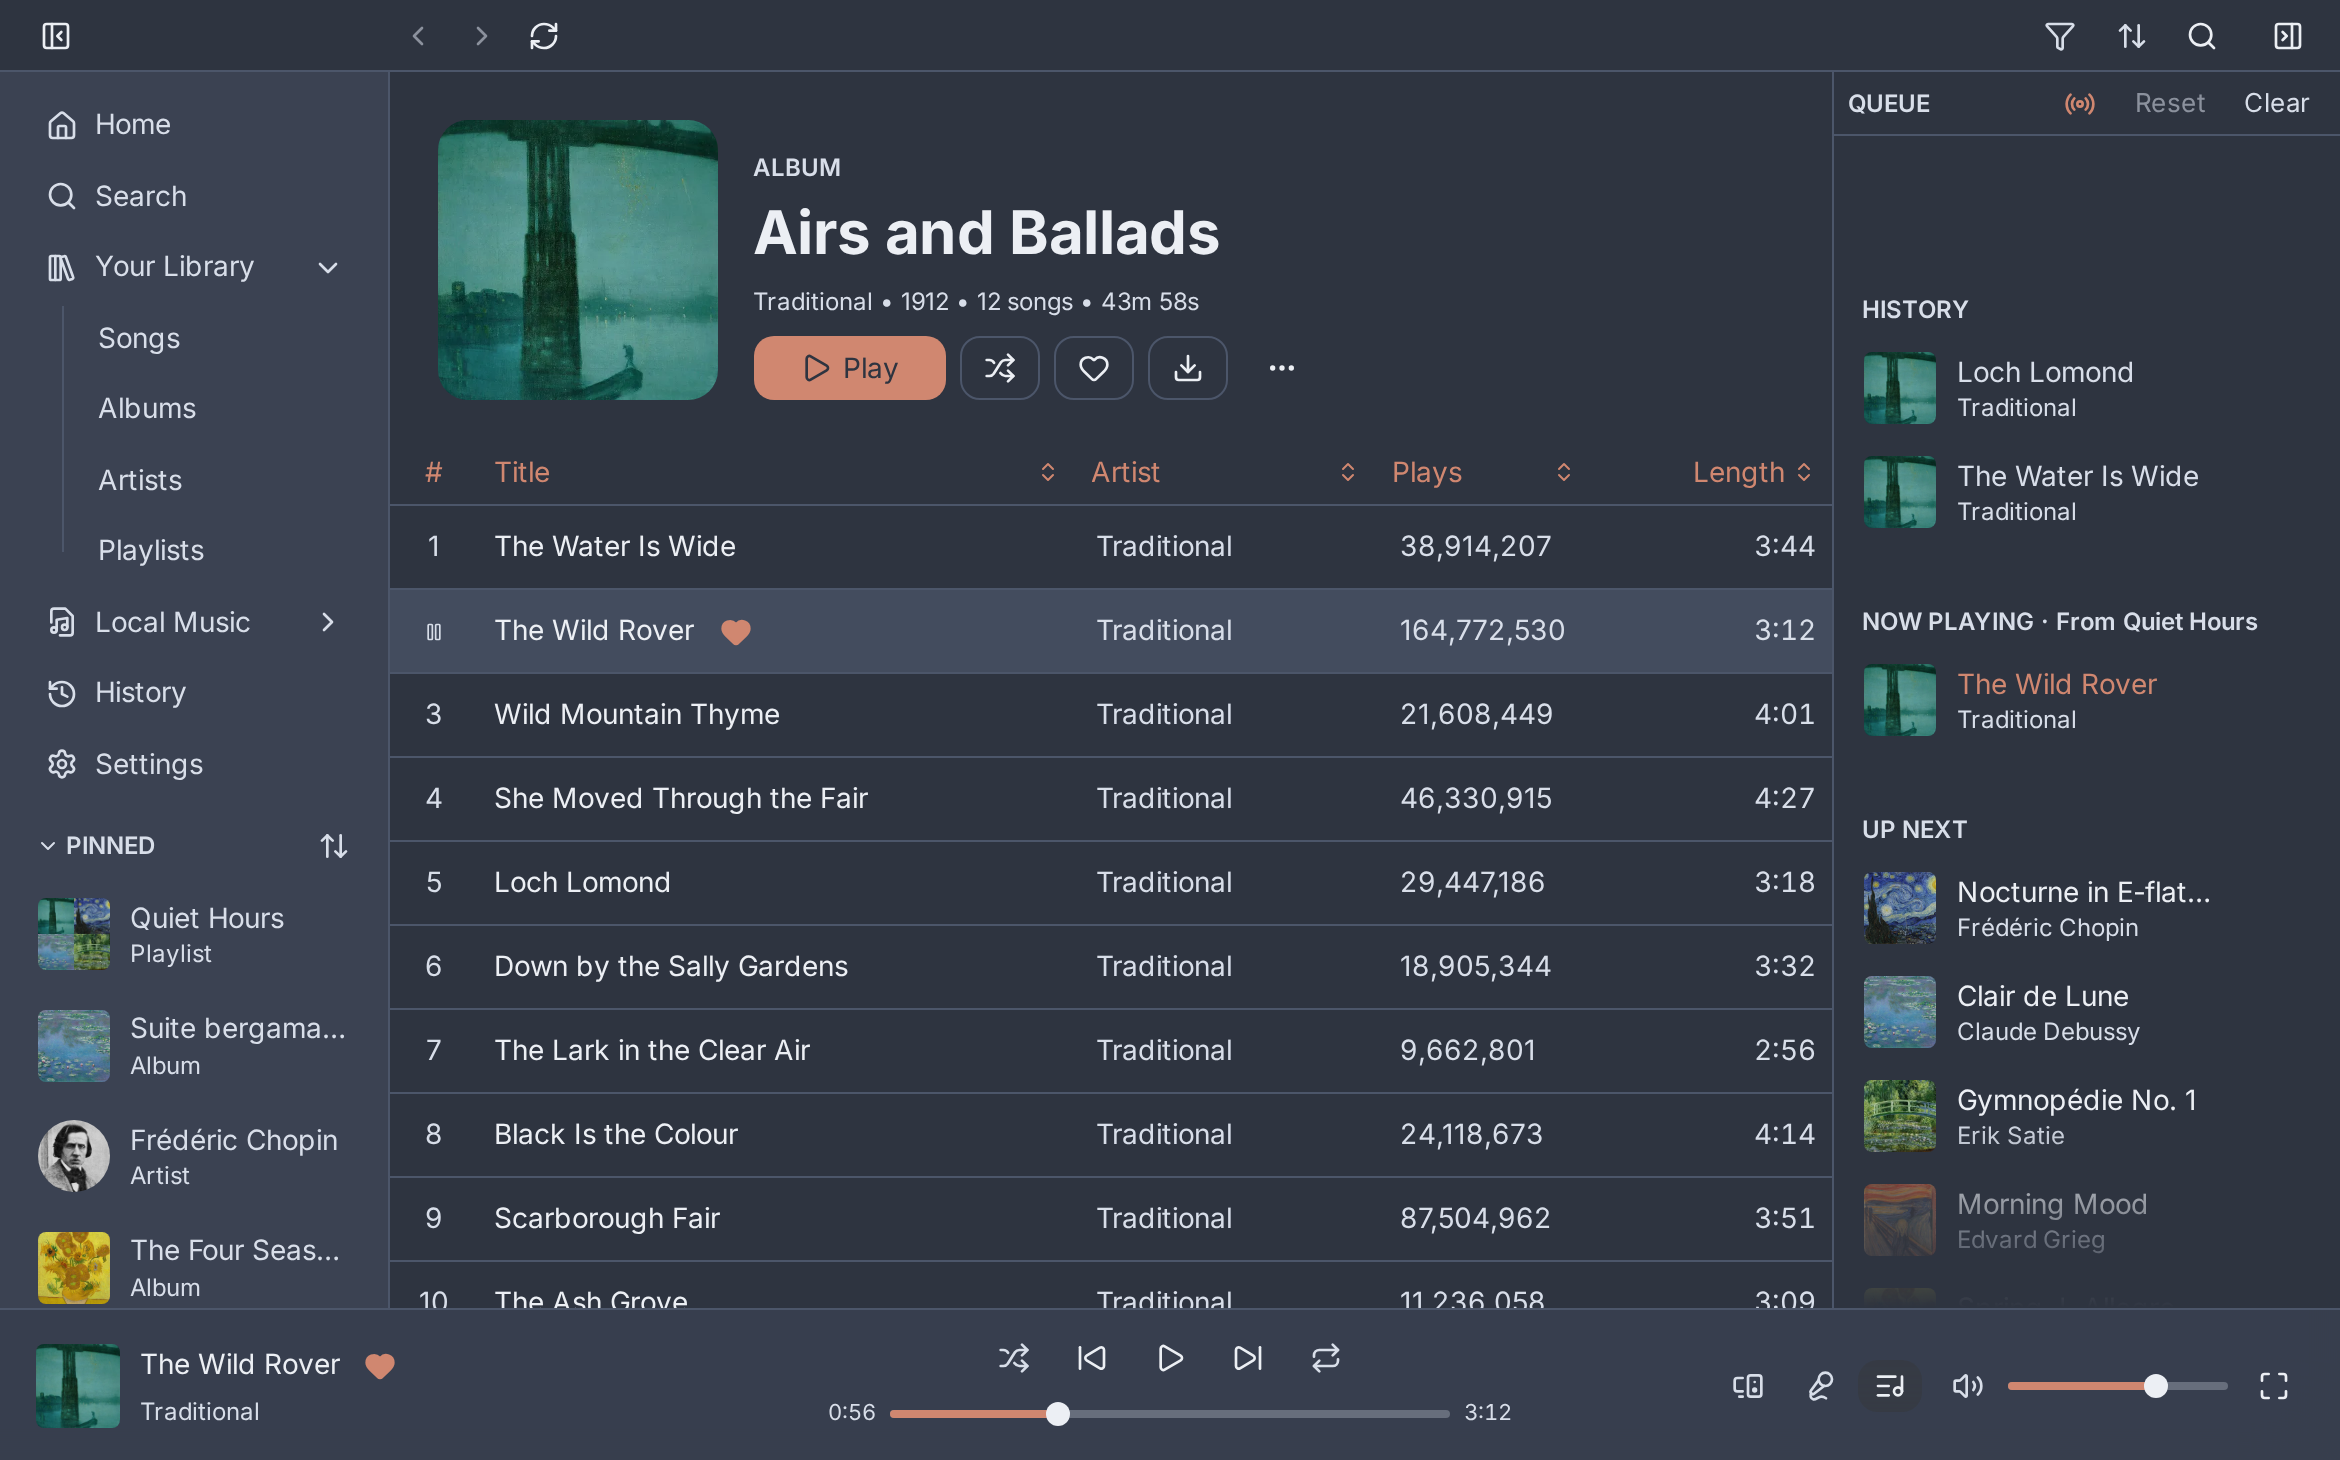 Home
Search
Your Library
Songs
Albums
Artists
Playlists
Local Music
History
Settings
PINNED
Quiet Hours
Playlist
Suite bergama...
Album
Frédéric Chopin
Artist
The Four Seas...
Album
ALBUM
Airs and Ballads
Traditional • 1912 • 12 songs • 43m 58s
Play
# Title Artist Plays Length
1 The Water Is Wide Traditional 38,914,207 3:44
The Wild Rover Traditional 164,772,530 3:12
3 Wild Mountain Thyme Traditional 21,608,449 4:01
4 She Moved Through the Fair Traditional 46,330,915 4:27
5 Loch Lomond Traditional 29,447,186 3:18
6 Down by the Sally Gardens Traditional 18,905,344 3:32
7 The Lark in the Clear Air Traditional 9,662,801 2:56
8 Black Is the Colour Traditional 24,118,673 4:14
9 Scarborough Fair Traditional 87,504,962 3:51
10 The Ash Grove Traditional 11,236,058 3:09
QUEUE Reset Clear
HISTORY
Loch Lomond
Traditional
The Water Is Wide
Traditional
NOW PLAYING · From Quiet Hours
The Wild Rover
Traditional
UP NEXT
Nocturne in E-flat...
Frédéric Chopin
Clair de Lune
Claude Debussy
Gymnopédie No. 1
Erik Satie
Morning Mood
Edvard Grieg
The Wild Rover
Traditional
0:56 3:12